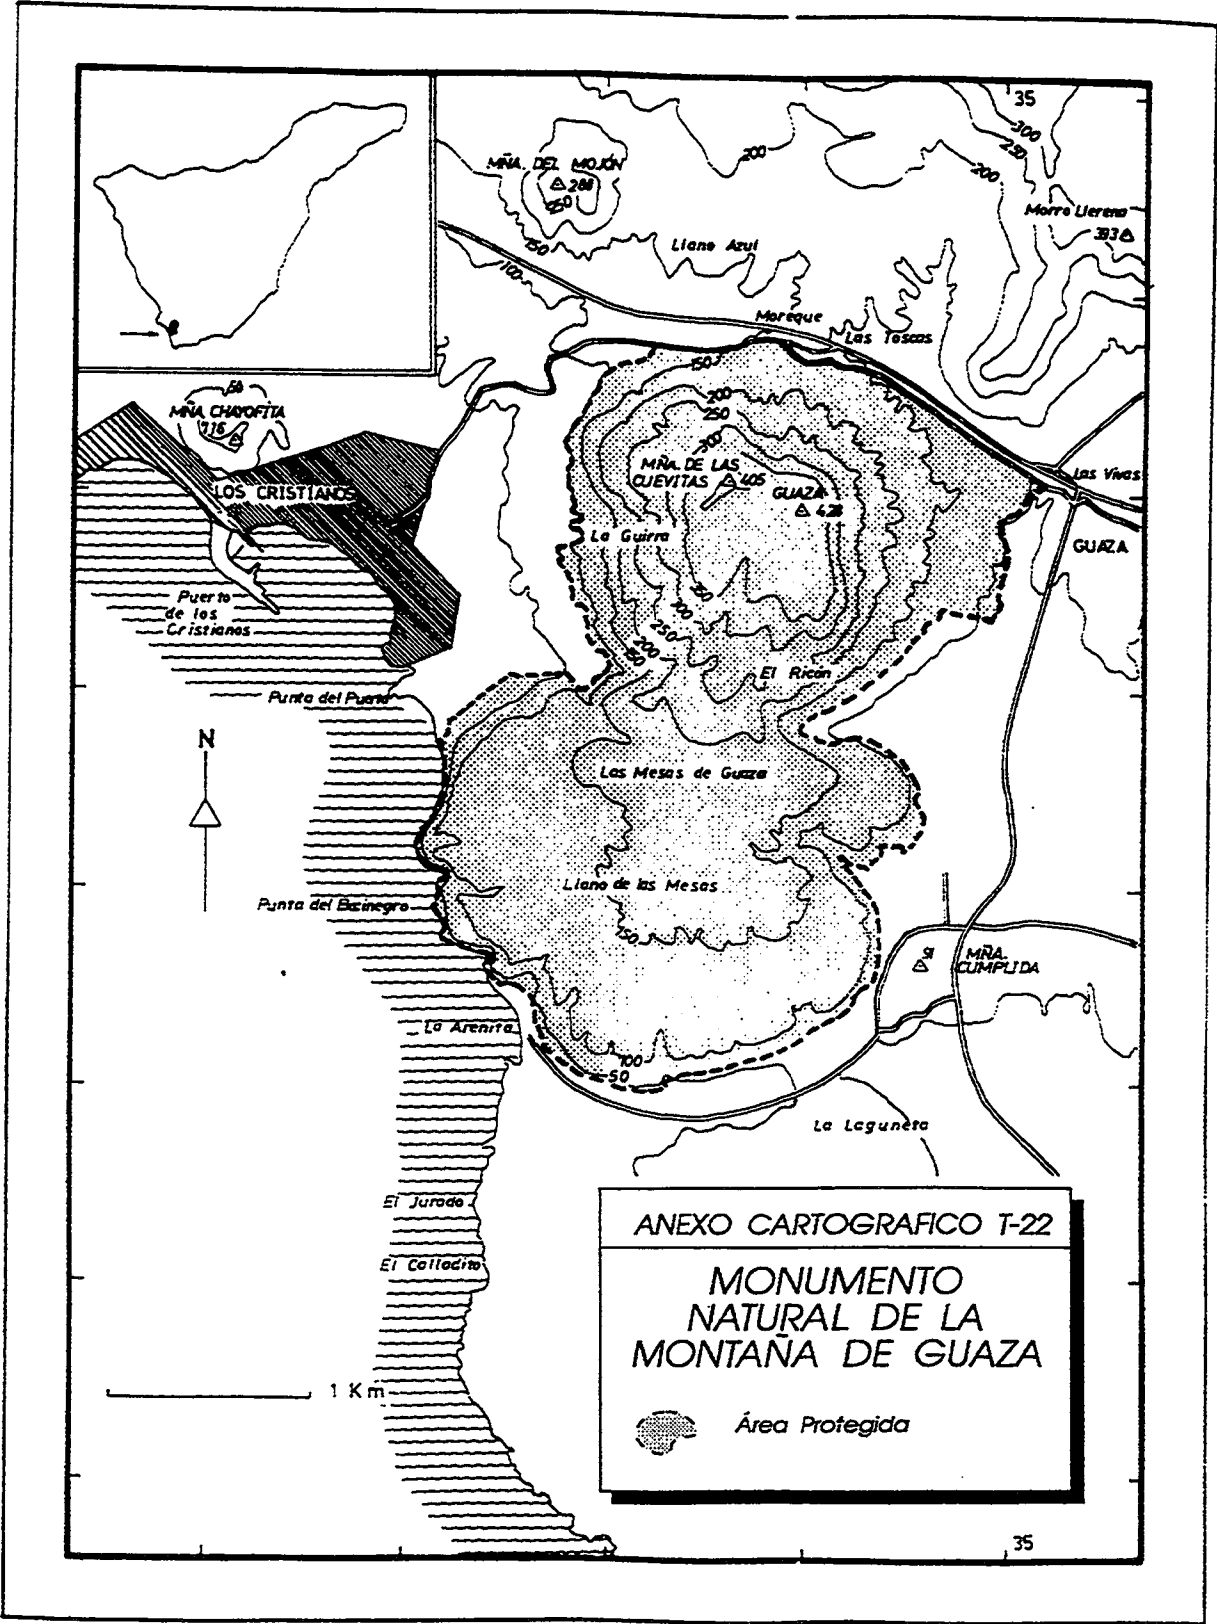 35
300
250
200
200
MÑA. DEL MOJÓN
288
250
Morro Llerena
393
150
Llano Azul
100
Moreque
Las Toscas
150
50
MÑA. CHAYOFITA
116
200
250
300
MÑA. DE LAS
CUEVITAS
405
GUAZA
428
Las Vivas
LOS CRISTIANOS
La Guirra
GUAZA
Puerto
de los
Cristianos
250
200
El Ricón
Punta del Puerto
N
Las Mesas de Guaza
Llano de las Mesas
Punta del Bocinegro
150
91
MÑA.
CUMPLIDA
La Arenita
100
50
La Laguneta
El Jurado
El Calladito
ANEXO CARTOGRAFICO T-22
MONUMENTO
NATURAL DE LA
MONTAÑA DE GUAZA
1 Km
Área Protegida
35